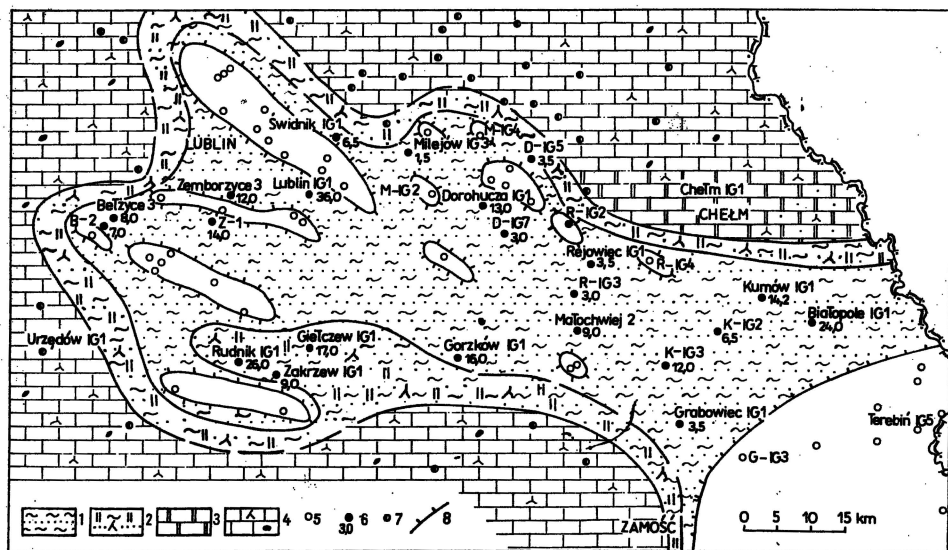 Świdnik IG1
6,5
LUBLIN
Milejów IG3
1,5
M-IG4
D-IG5
3,5
Zemborzyce 3
12,0
Lublin IG1
36,0
M-IG2
Dorohucza IG1
13,0
Chełm IG1
CHEŁM
Bełżyce 3
8,0
B-2
7,0
Z-1
14,0
D-IG7
3,0
R-IG2
Rejowiec IG1
3,5
R-IG4
R-IG3
3,0
Kumów IG1
14,2
Białopole IG1
24,0
Małochwiej 2
9,0
K-IG2
6,5
Urzędów IG1
Giełczew IG1
17,0
Rudnik IG1
26,0
Zakrzew IG1
9,0
Gorzków IG1
16,0
K-IG3
12,0
Grabowiec IG1
3,5
Terebiń IG5
G-IG3
ZAMOŚĆ
1 2 3 4 5 6 7 8
3,0
0 5 10 15 km